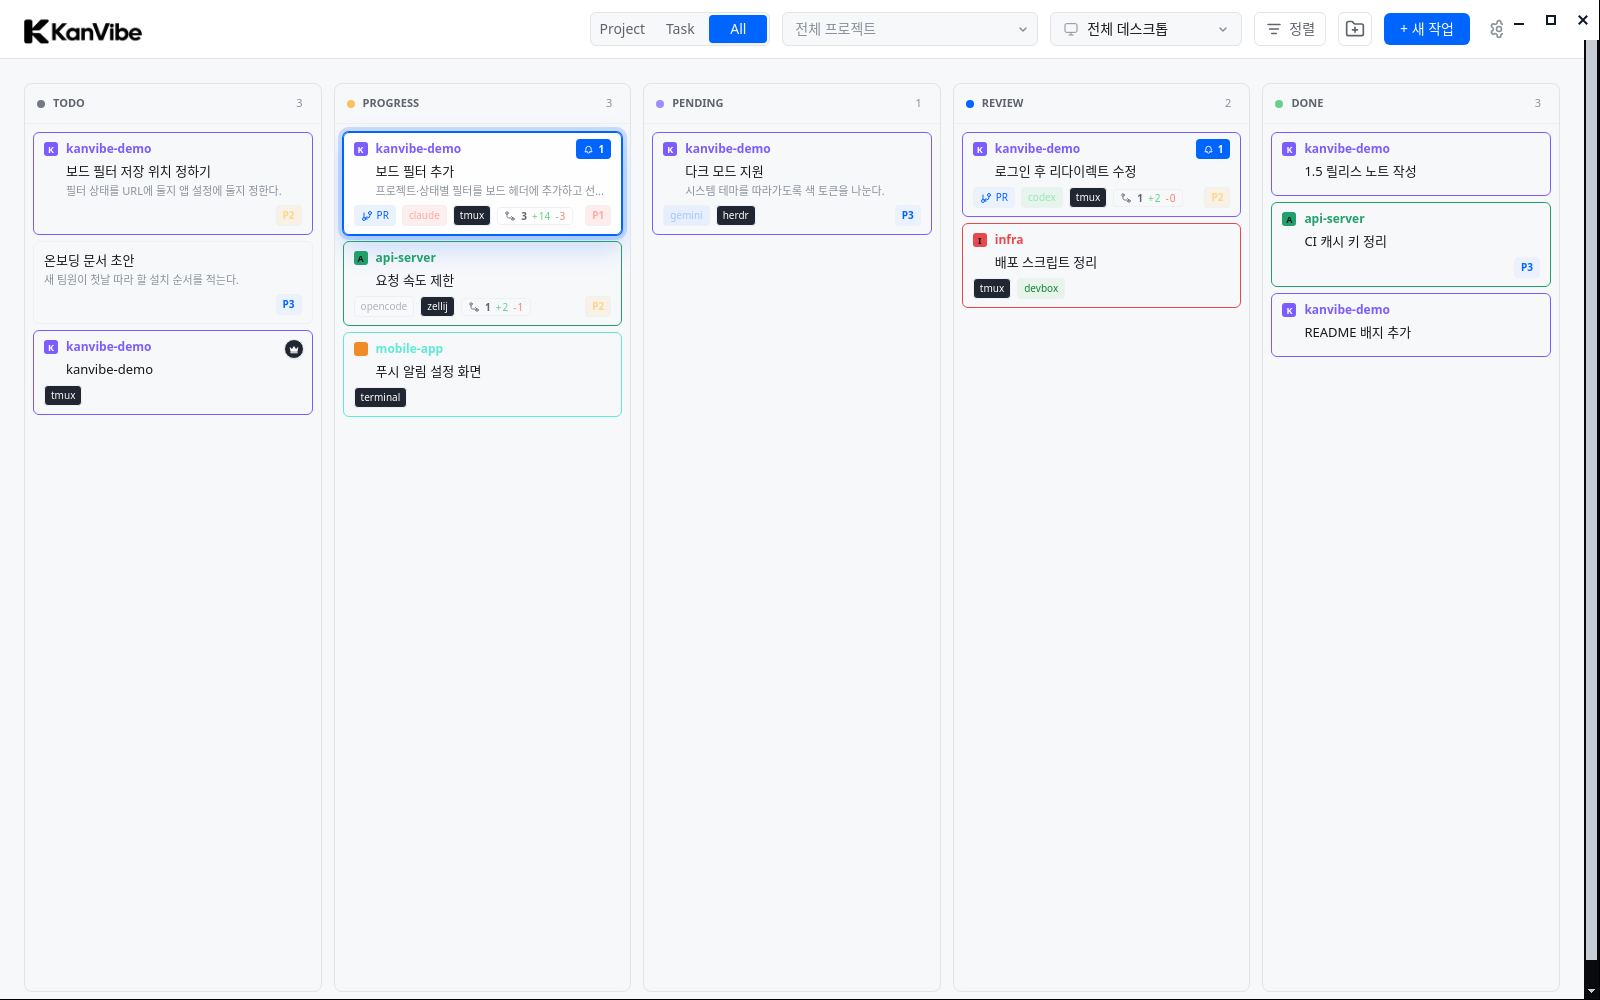 KanVibe
Project Task All
전체 프로젝트
전체 데스크톱
정렬
+ 새 작업
TODO 3
K kanvibe-demo
보드 필터 저장 위치 정하기
필터 상태를 URL에 둘지 앱 설정에 둘지 정한다.
P2
온보딩 문서 초안
새 팀원이 첫날 따라 할 설치 순서를 적는다.
P3
K kanvibe-demo
kanvibe-demo
tmux
PROGRESS 3
K kanvibe-demo 1
보드 필터 추가
프로젝트·상태별 필터를 보드 헤더에 추가하고 선...
PR claude tmux 3 +14 -3 P1
A api-server
요청 속도 제한
opencode zellij 1 +2 -1 P2
mobile-app
푸시 알림 설정 화면
terminal
PENDING 1
K kanvibe-demo
다크 모드 지원
시스템 테마를 따라가도록 색 토큰을 나눈다.
gemini herdr P3
REVIEW 2
K kanvibe-demo 1
로그인 후 리다이렉트 수정
PR codex tmux 1 +2 -0 P2
I infra
배포 스크립트 정리
tmux devbox
DONE 3
K kanvibe-demo
1.5 릴리스 노트 작성
A api-server
CI 캐시 키 정리
P3
K kanvibe-demo
README 배지 추가